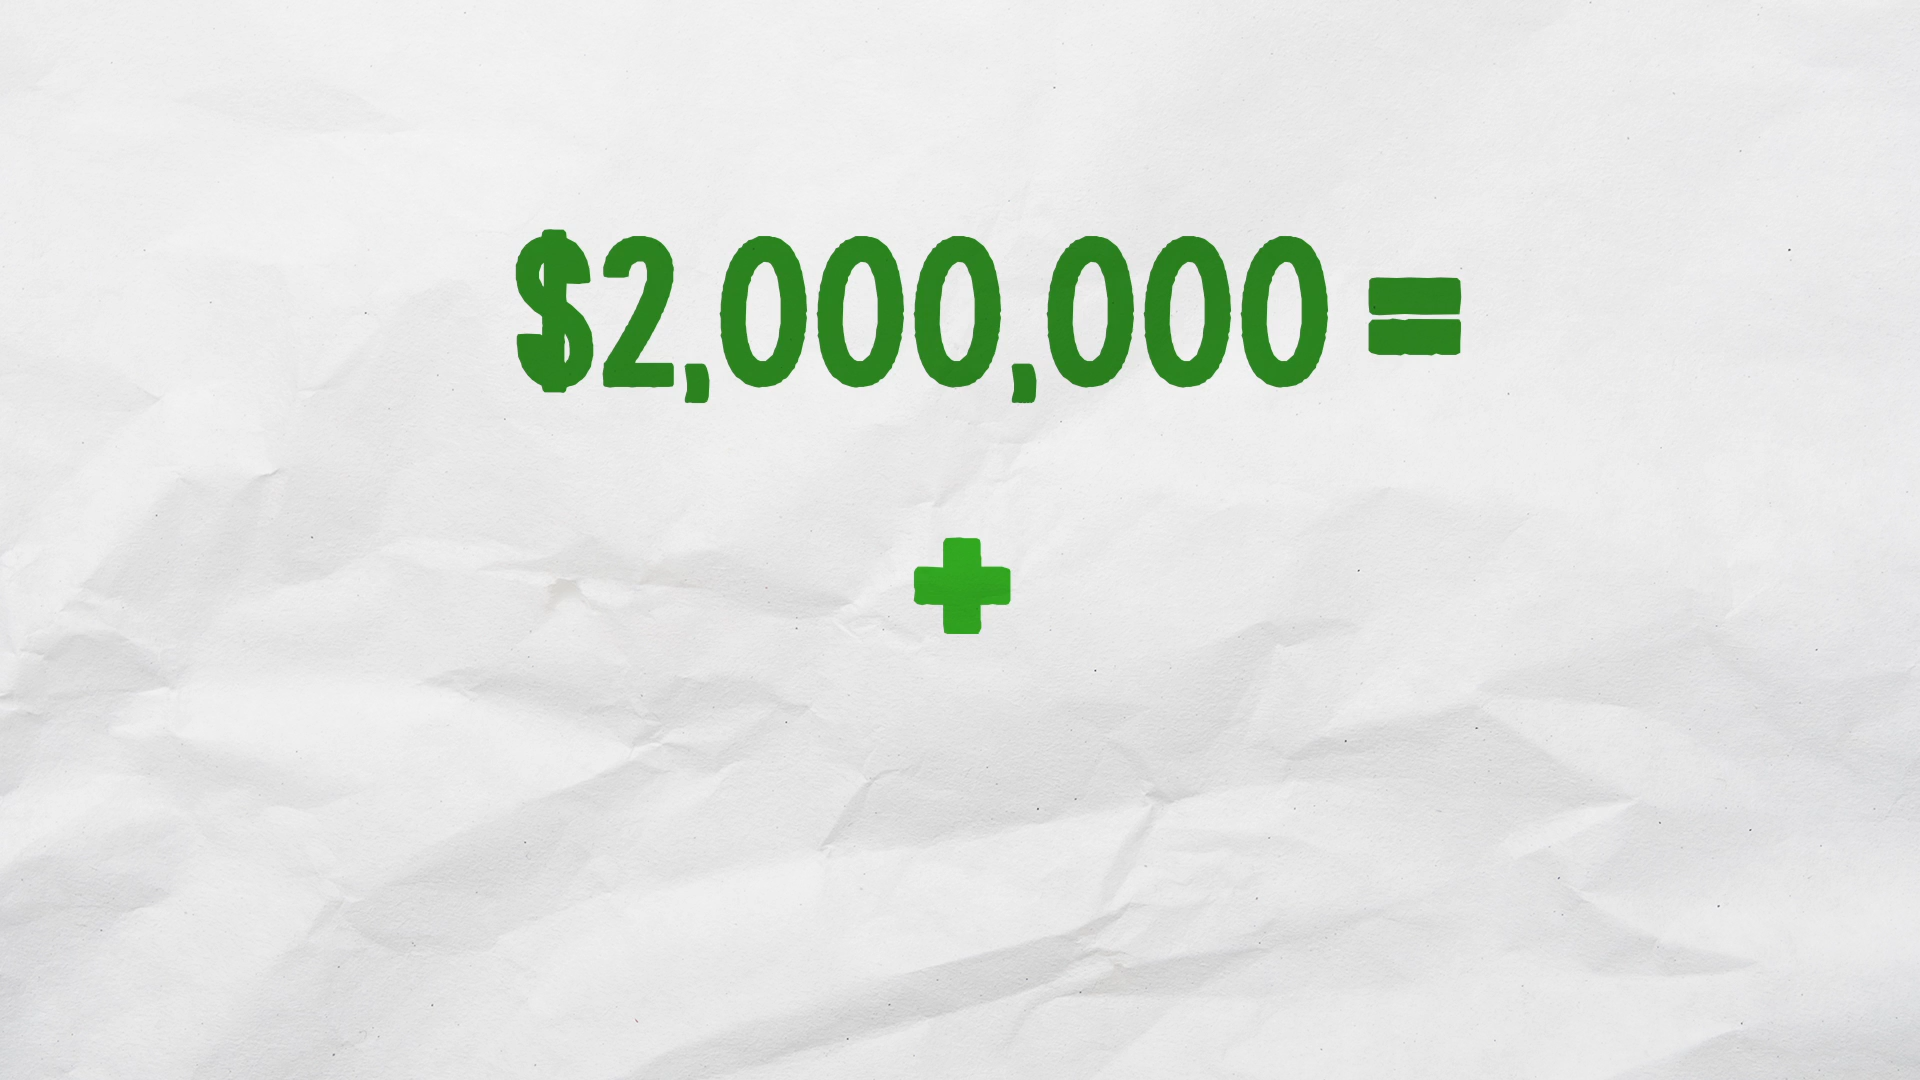 $2,000,000 =
+